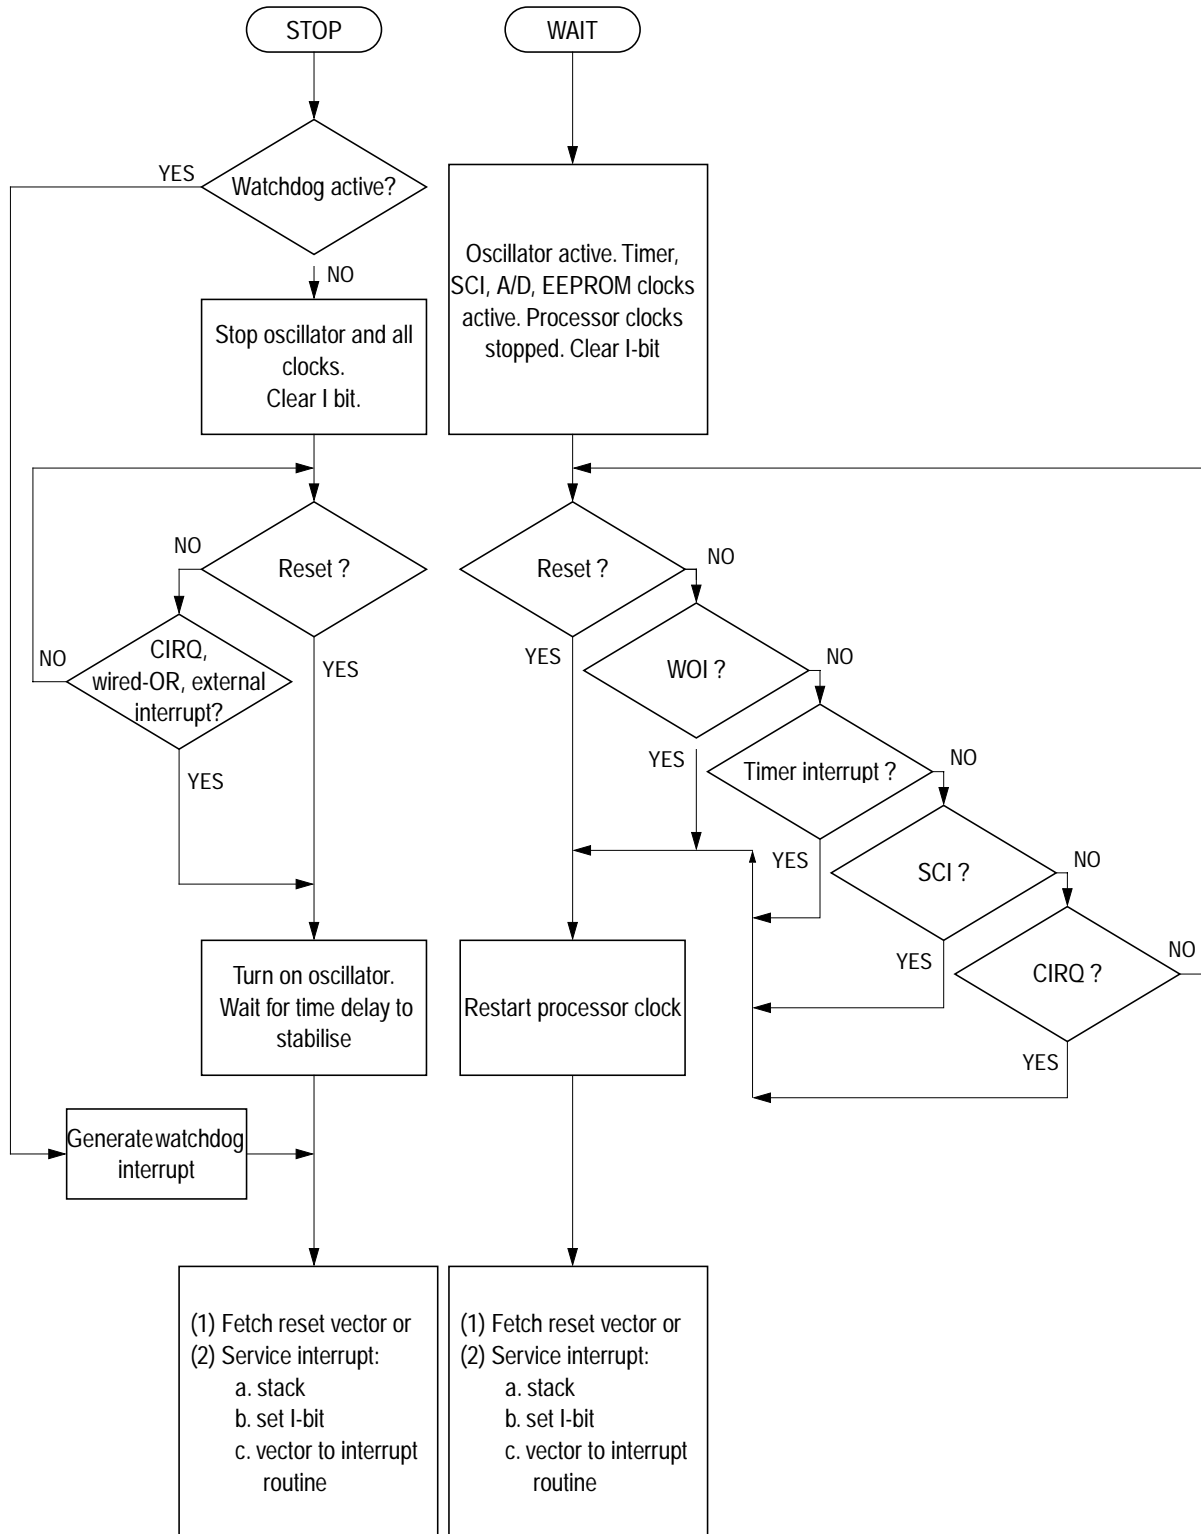 STOP
WAIT
YES
Watchdog active?
NO
Stop oscillator and all
clocks.
Clear I bit.
Oscillator active. Timer,
SCI, A/D, EEPROM clocks
active. Processor clocks
stopped. Clear I-bit
NO
Reset ?
YES
NO
CIRQ,
wired-OR, external
interrupt?
YES
Reset ?
NO
YES
WOI ?
NO
YES
Timer interrupt ?
NO
YES
SCI ?
NO
YES
CIRQ ?
NO
YES
Turn on oscillator.
Wait for time delay to
stabilise
Restart processor clock
Generate watchdog
interrupt
(1) Fetch reset vector or
(2) Service interrupt:
a. stack
b. set I-bit
c. vector to interrupt
routine
(1) Fetch reset vector or
(2) Service interrupt:
a. stack
b. set I-bit
c. vector to interrupt
routine